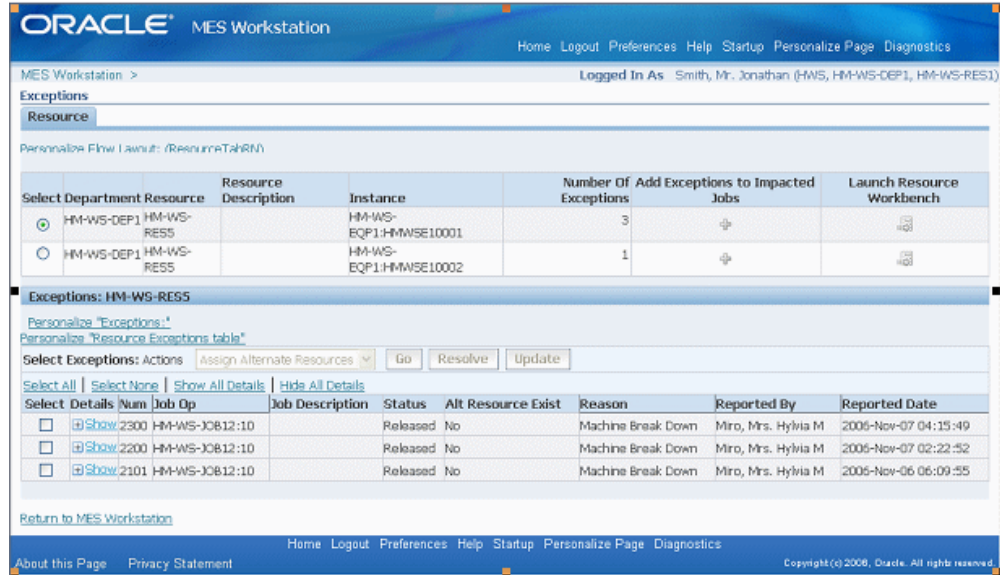 ORACLE MES Workstation
Home Logout Preferences Help Startup Personalize Page Diagnostics
MES Workstation > Logged In As Smith, Mr. Jonathan (HWS, HM-WS-DEP1, HM-WS-RES1)
Exceptions
Resource
Personalize Flow Layout: (ResourceTabRN)
Select Department Resource Resource Description Instance Number Of Exceptions Add Exceptions to Impacted Jobs Launch Resource Workbench
HM-WS-DEP1 HM-WS-RES5 HM-WS-EQP1:HMWSE10001 3
HM-WS-DEP1 HM-WS-RES5 HM-WS-EQP1:HMWSE10002 1
Exceptions: HM-WS-RES5
Personalize "Exceptions:"
Personalize "Resource Exceptions table"
Select Exceptions: Actions Assign Alternate Resources Go Resolve Update
Select All | Select None | Show All Details | Hide All Details
Select Details Num Job Op Job Description Status Alt Resource Exist Reason Reported By Reported Date
Show 2300 HM-WS-JOB12:10 Released No Machine Break Down Miro, Mrs. Hylvia M 2006-Nov-07 04:15:49
Show 2200 HM-WS-JOB12:10 Released No Machine Break Down Miro, Mrs. Hylvia M 2006-Nov-07 02:22:52
Show 2101 HM-WS-JOB12:10 Released No Machine Break Down Miro, Mrs. Hylvia M 2006-Nov-06 06:09:55
Return to MES Workstation
Home Logout Preferences Help Startup Personalize Page Diagnostics
About this Page Privacy Statement Copyright (c) 2006, Oracle. All rights reserved.